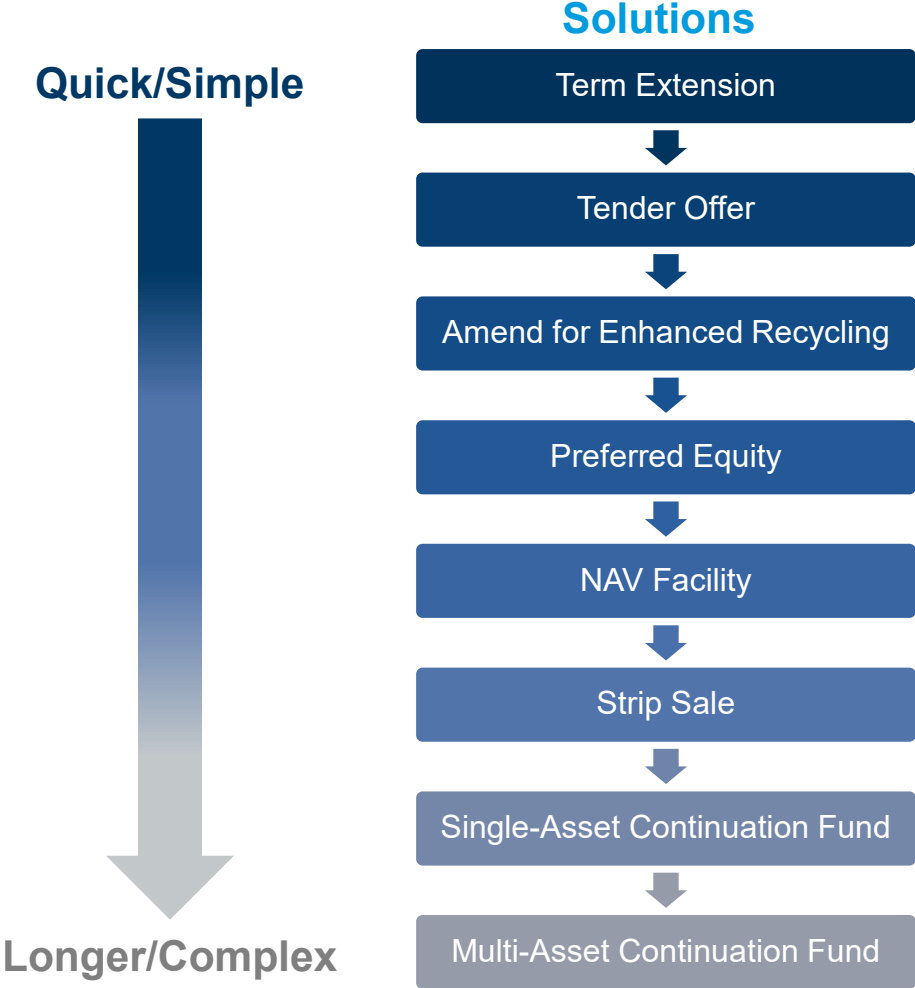 Solutions
Quick/Simple
Term Extension
Tender Offer
Amend for Enhanced Recycling
Preferred Equity
NAV Facility
Strip Sale
Single-Asset Continuation Fund
Multi-Asset Continuation Fund
Longer/Complex